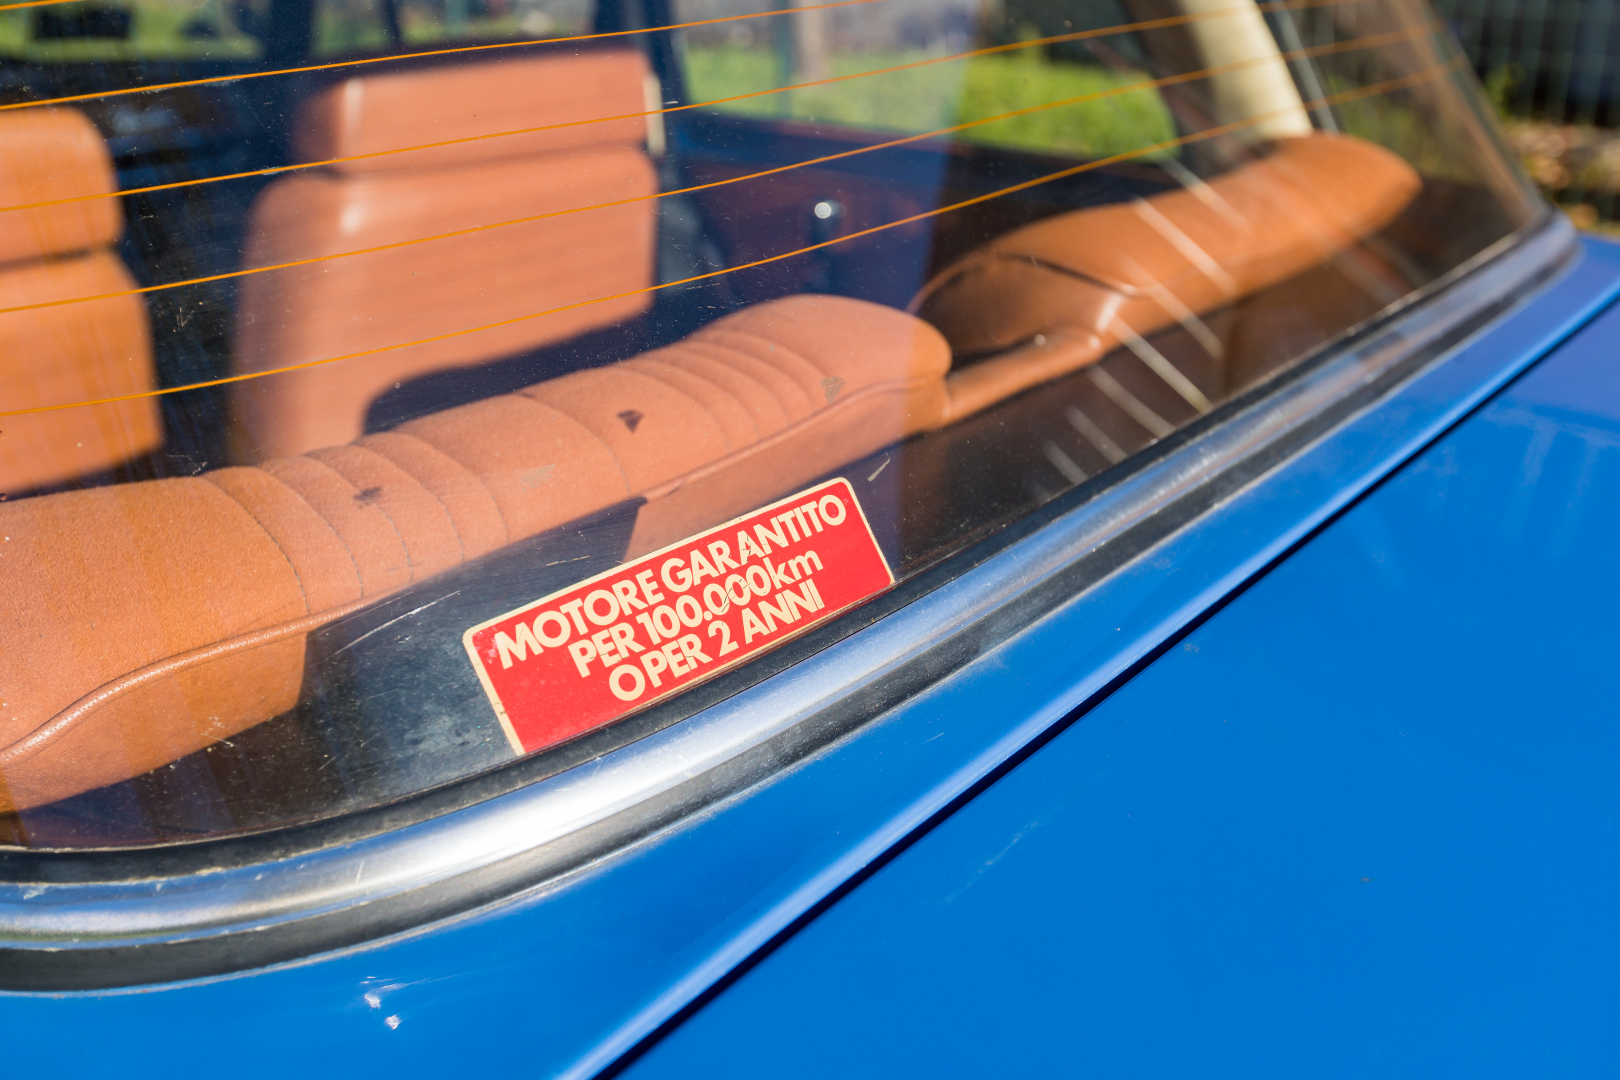 MOTORE GARANTITO
PER 100.000km
O PER 2 ANNI